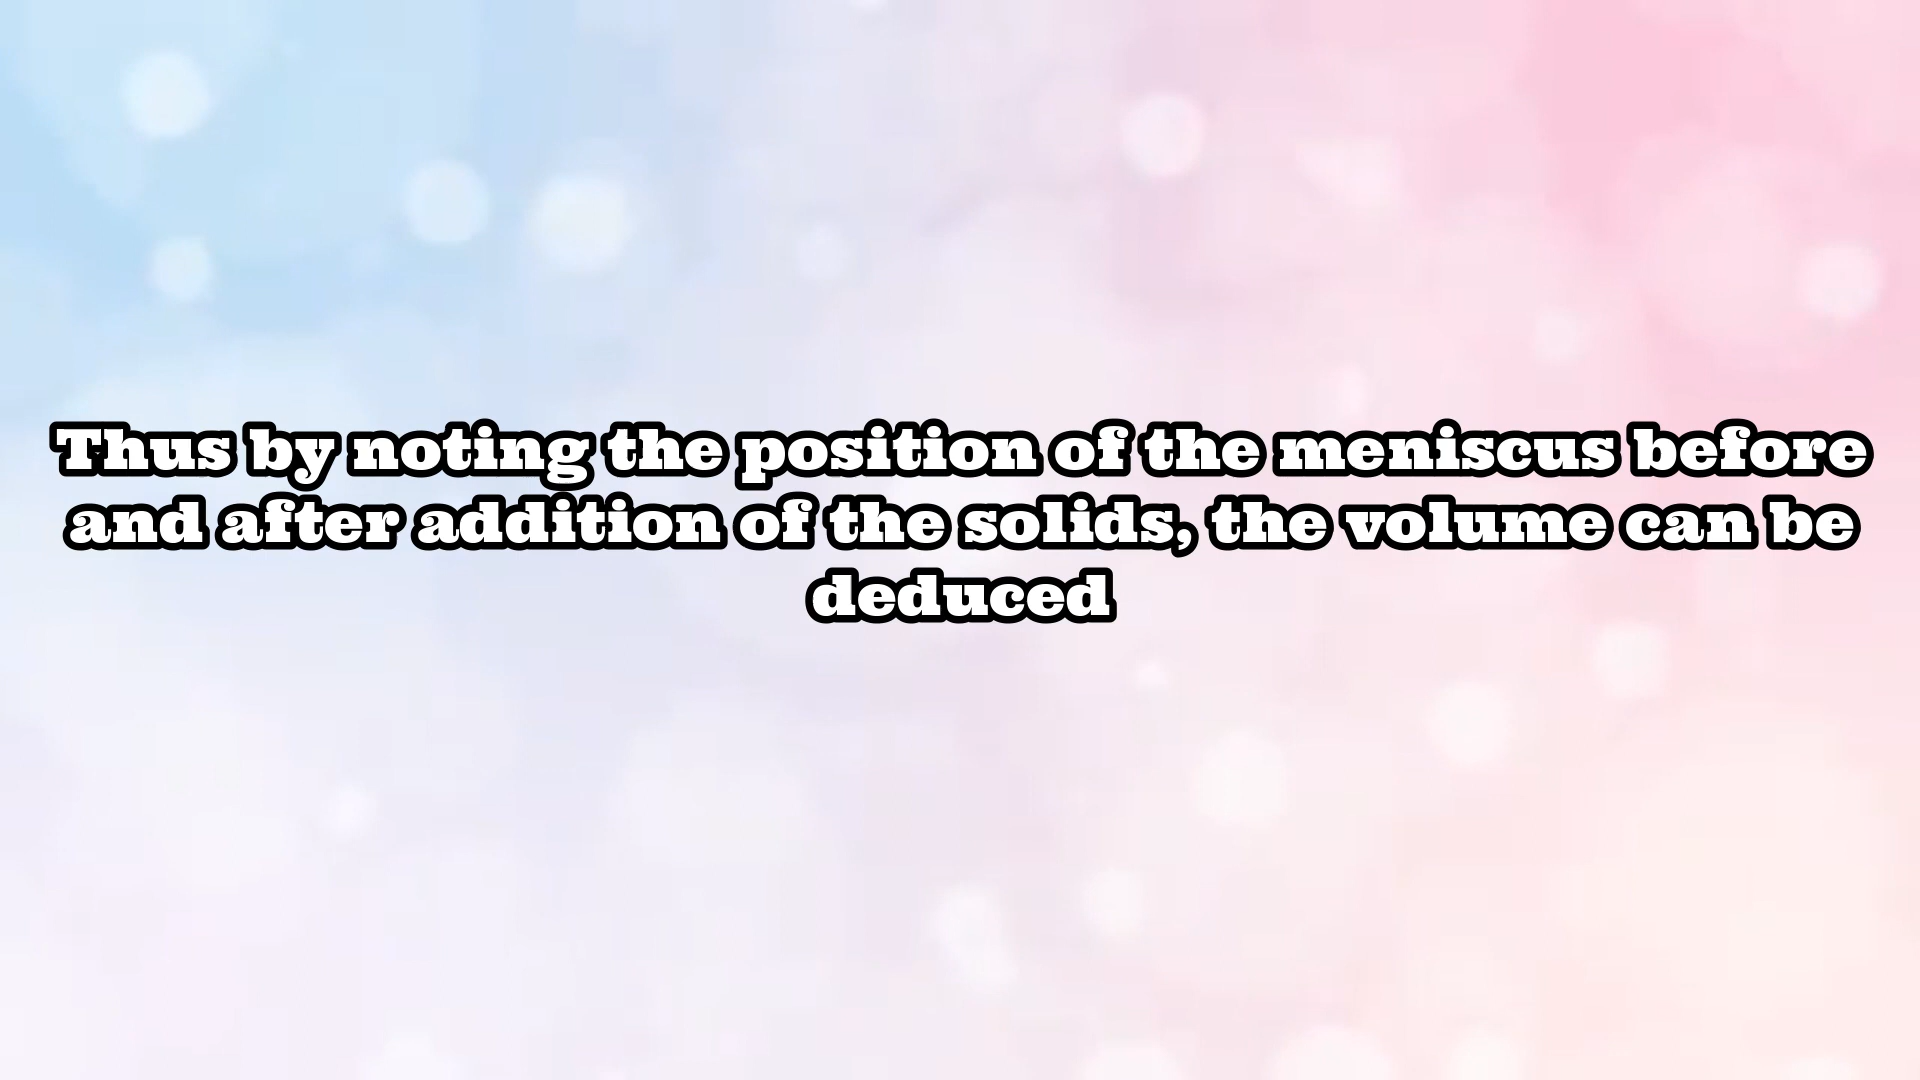 Thus by noting the position of the meniscus before
and after addition of the solids, the volume can be
deduced